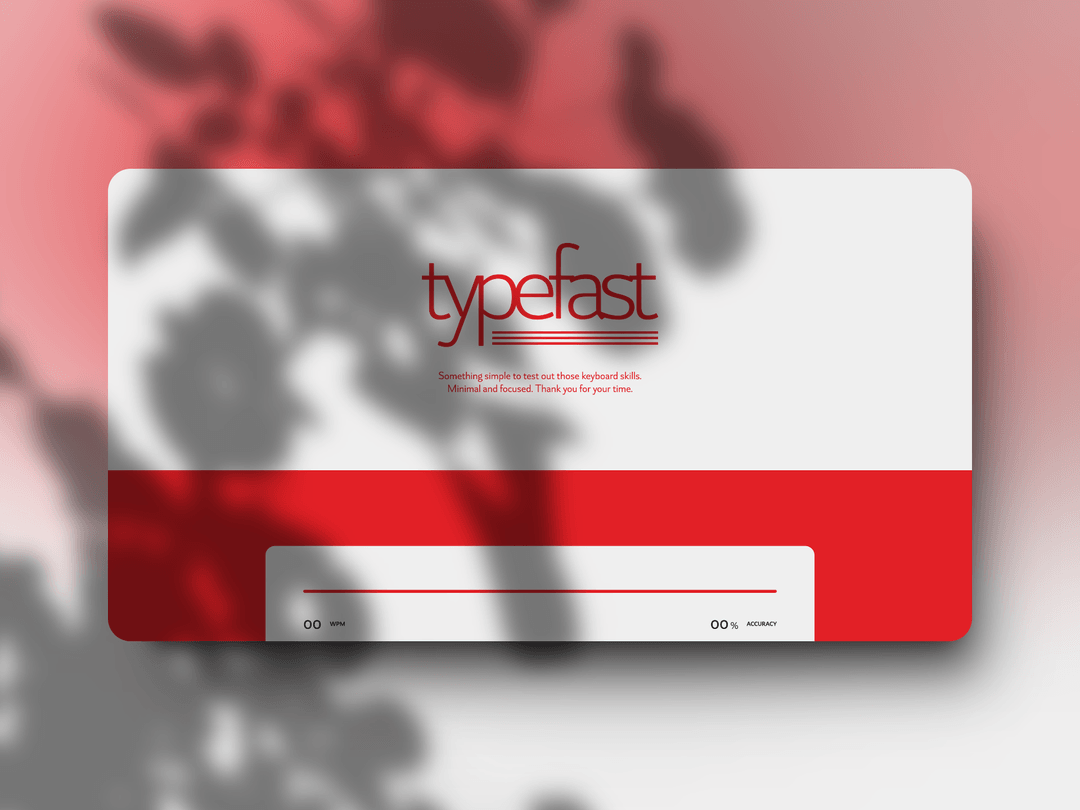 typefast
Something simple to test out those keyboard skills.
Minimal and focused. Thank you for your time.
00 WPM 00 % ACCURACY